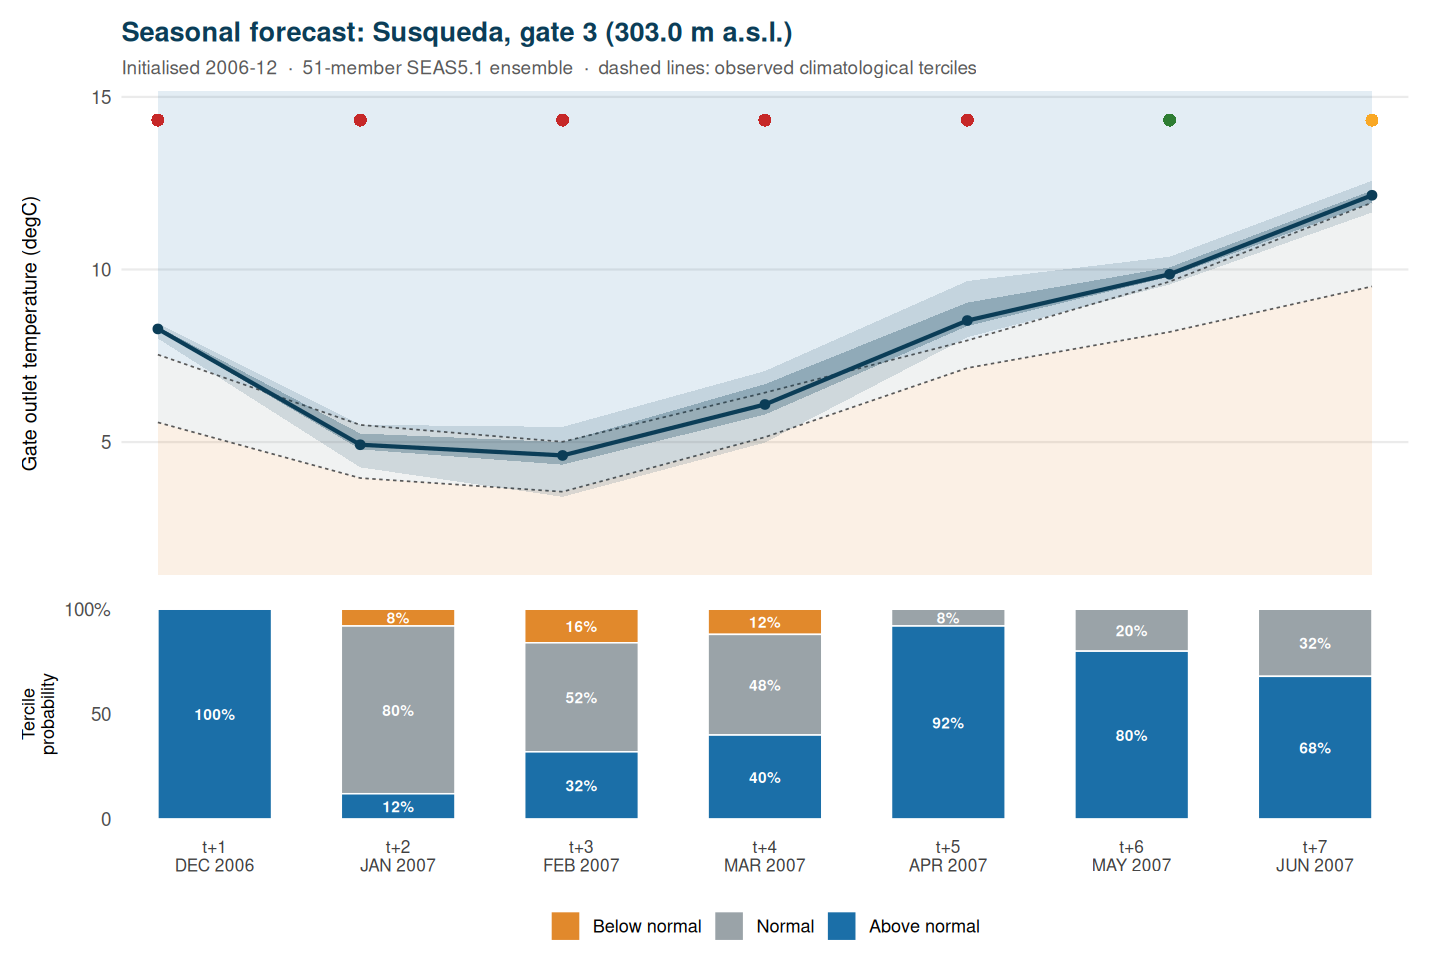 Seasonal forecast: Susqueda, gate 3 (303.0 m a.s.l.)
Initialised 2006-12 · 51-member SEAS5.1 ensemble · dashed lines: observed climatological terciles
Gate outlet temperature (degC)
15
10
5
Tercile
probability
100%
50
0
100%
8%
80%
12%
16%
52%
32%
12%
48%
40%
8%
92%
20%
80%
32%
68%
t+1
DEC 2006
t+2
JAN 2007
t+3
FEB 2007
t+4
MAR 2007
t+5
APR 2007
t+6
MAY 2007
t+7
JUN 2007
Below normal
Normal
Above normal